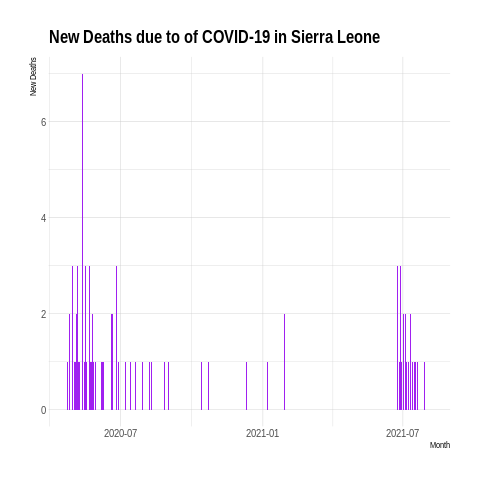 New Deaths due to of COVID-19 in Sierra Leone
New Deaths
6
4
2
0
2020-07
2021-01
2021-07
Month